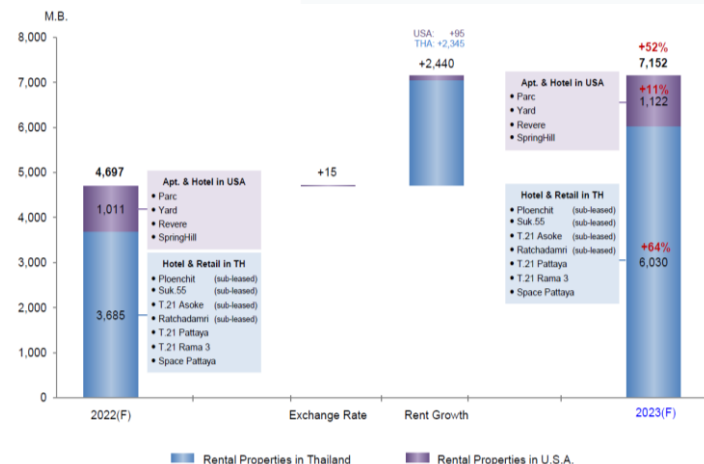 M.B.
8,000
7,000
6,000
5,000
4,000
3,000
2,000
1,000
0
4,697
1,011
3,685
Apt. & Hotel in USA
• Parc
• Yard
• Revere
• SpringHill
Hotel & Retail in TH
• Ploenchit (sub-leased)
• Suk.55 (sub-leased)
• T.21 Asoke (sub-leased)
• Ratchadamri (sub-leased)
• T.21 Pattaya
• T.21 Rama 3
• Space Pattaya
+15
USA: +95
THA: +2,345
+2,440
Apt. & Hotel in USA
• Parc
• Yard
• Revere
• SpringHill
Hotel & Retail in TH
• Ploenchit (sub-leased)
• Suk.55 (sub-leased)
• T.21 Asoke (sub-leased)
• Ratchadamri (sub-leased)
• T.21 Pattaya
• T.21 Rama 3
• Space Pattaya
+52%
7,152
+11%
1,122
+64%
6,030
2022(F)
Exchange Rate
Rent Growth
2023(F)
Rental Properties in Thailand
Rental Properties in U.S.A.